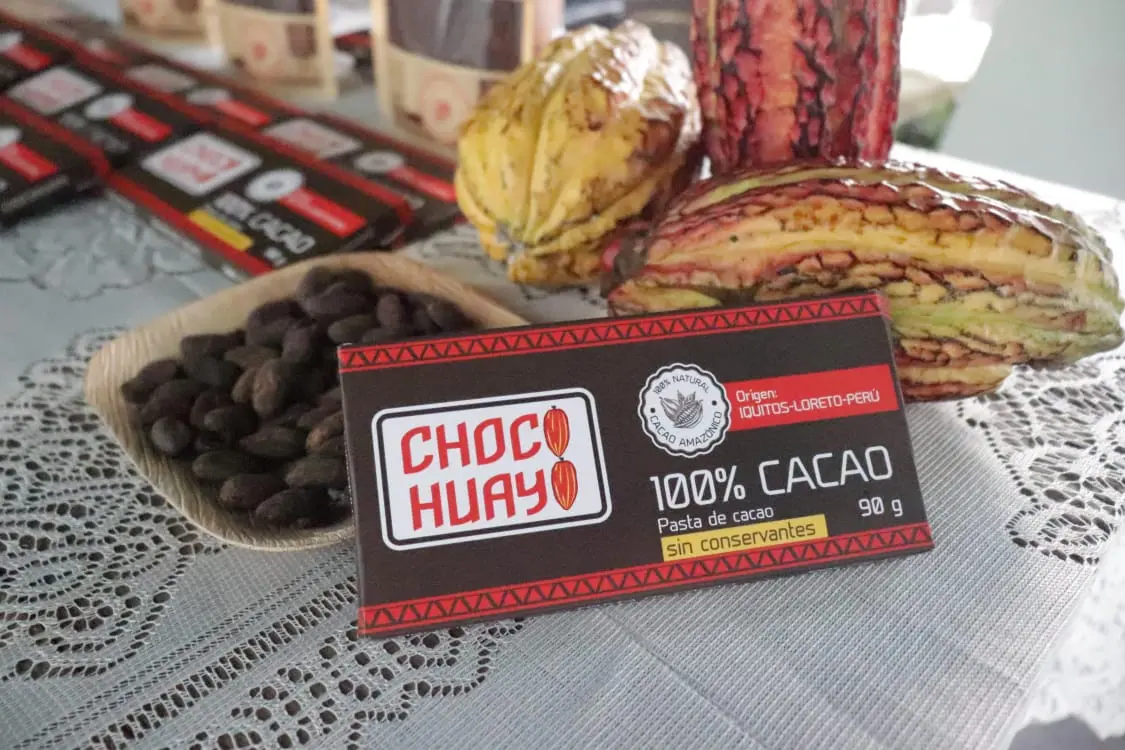 CHOC
HUAY
100% NATURAL
CACAO AMAZÓNICO
Origen:
IQUITOS-LORETO-PERÚ
100% CACAO
Pasta de cacao
90 g
sin conservantes
100% CACAO